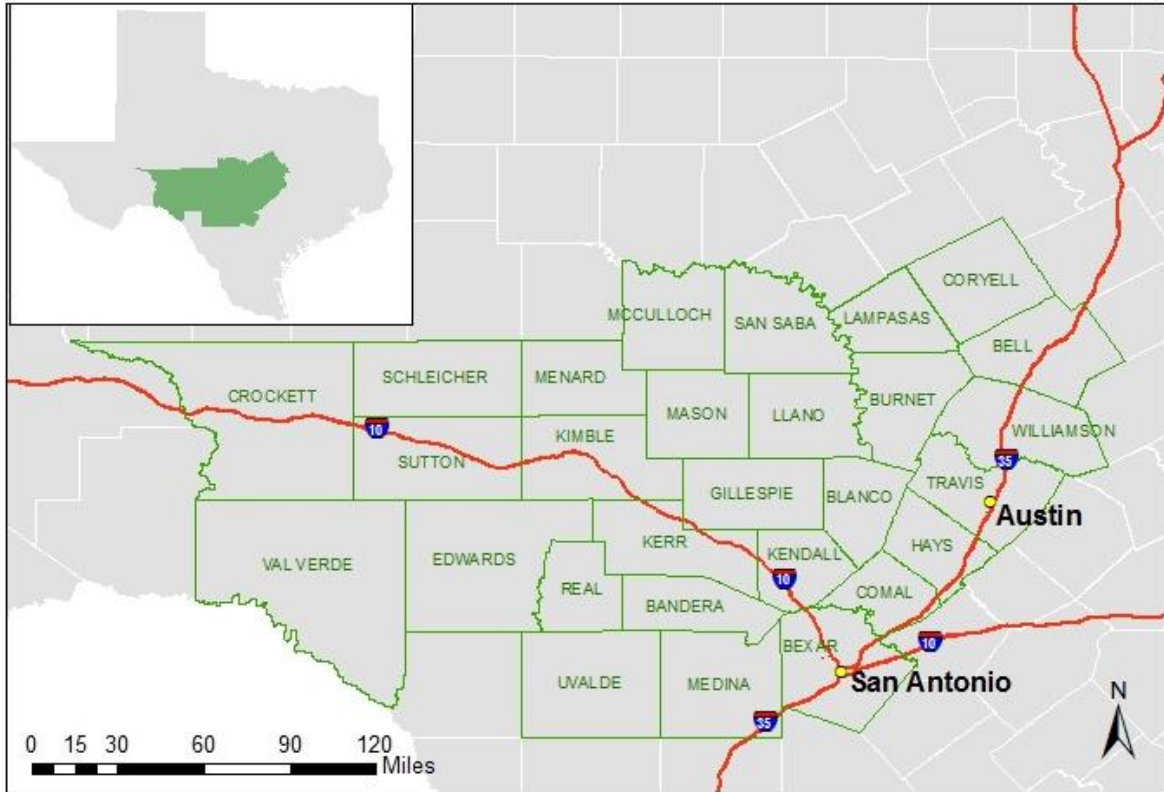 CORYELL
MCCULLOCH
SAN SABA
LAMPASAS
BELL
SCHLEICHER
MENARD
CROCKETT
BURNET
MASON
LLANO
WILLIAMSON
10
KIMBLE
SUTTON
35
TRAVIS
GILLESPIE
BLANCO
Austin
KERR
KENDALL
HAYS
VAL VERDE
EDWARDS
REAL
10
COMAL
BANDERA
BEXAR
10
UVALDE
MEDINA
San Antonio
35
N
0 15 30 60 90 120
Miles